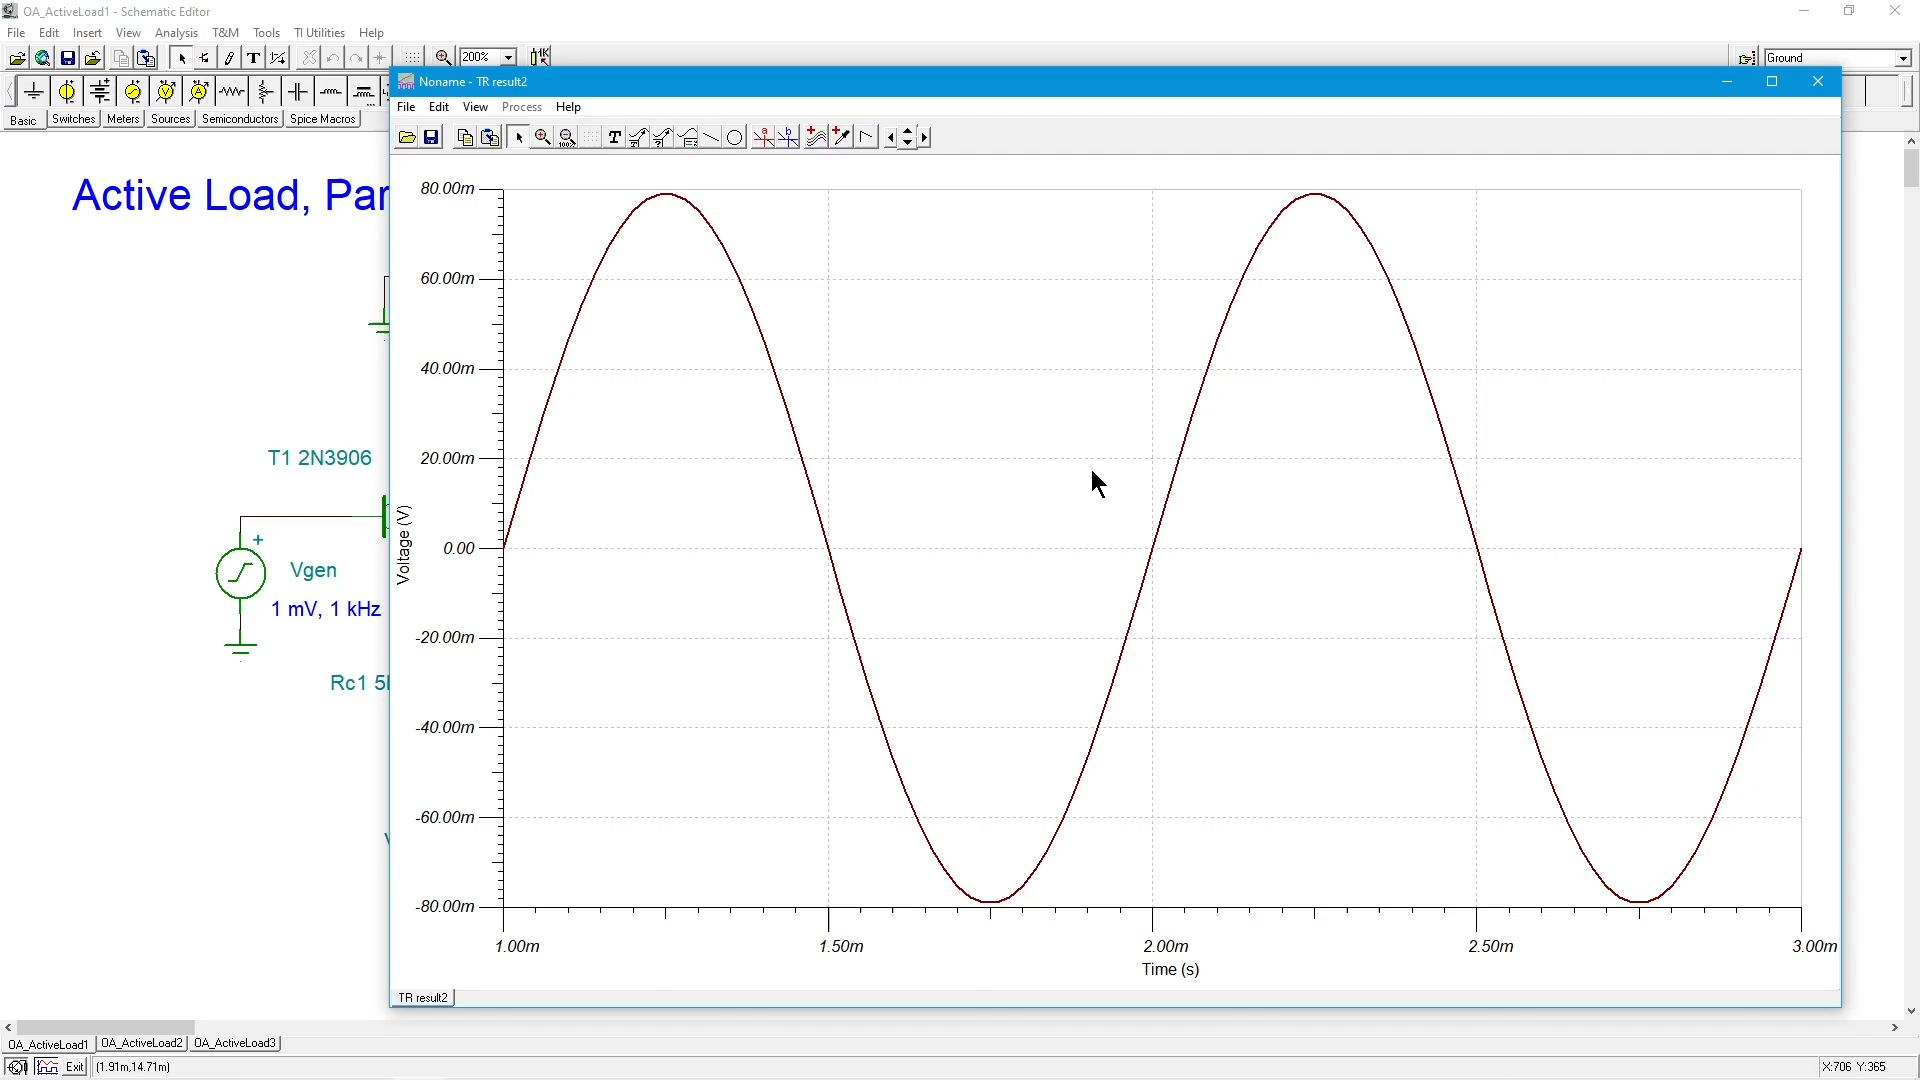 OA_ActiveLoad1 - Schematic Editor
File Edit Insert View Analysis T&M Tools TI Utilities Help
200%
Ground
Basic Switches Meters Sources Semiconductors Spice Macros
Noname - TR result2
File Edit View Process Help
Active Load, Par
T1 2N3906
+
Vgen
1 mV, 1 kHz
Rc1 5
80.00m
60.00m
40.00m
20.00m
0.00
-20.00m
-40.00m
-60.00m
-80.00m
Voltage (V)
1.00m 1.50m 2.00m 2.50m 3.00m
Time (s)
TR result2
OA_ActiveLoad1 OA_ActiveLoad2 OA_ActiveLoad3
Exit (1.91m,14.71m) X:706 Y:365